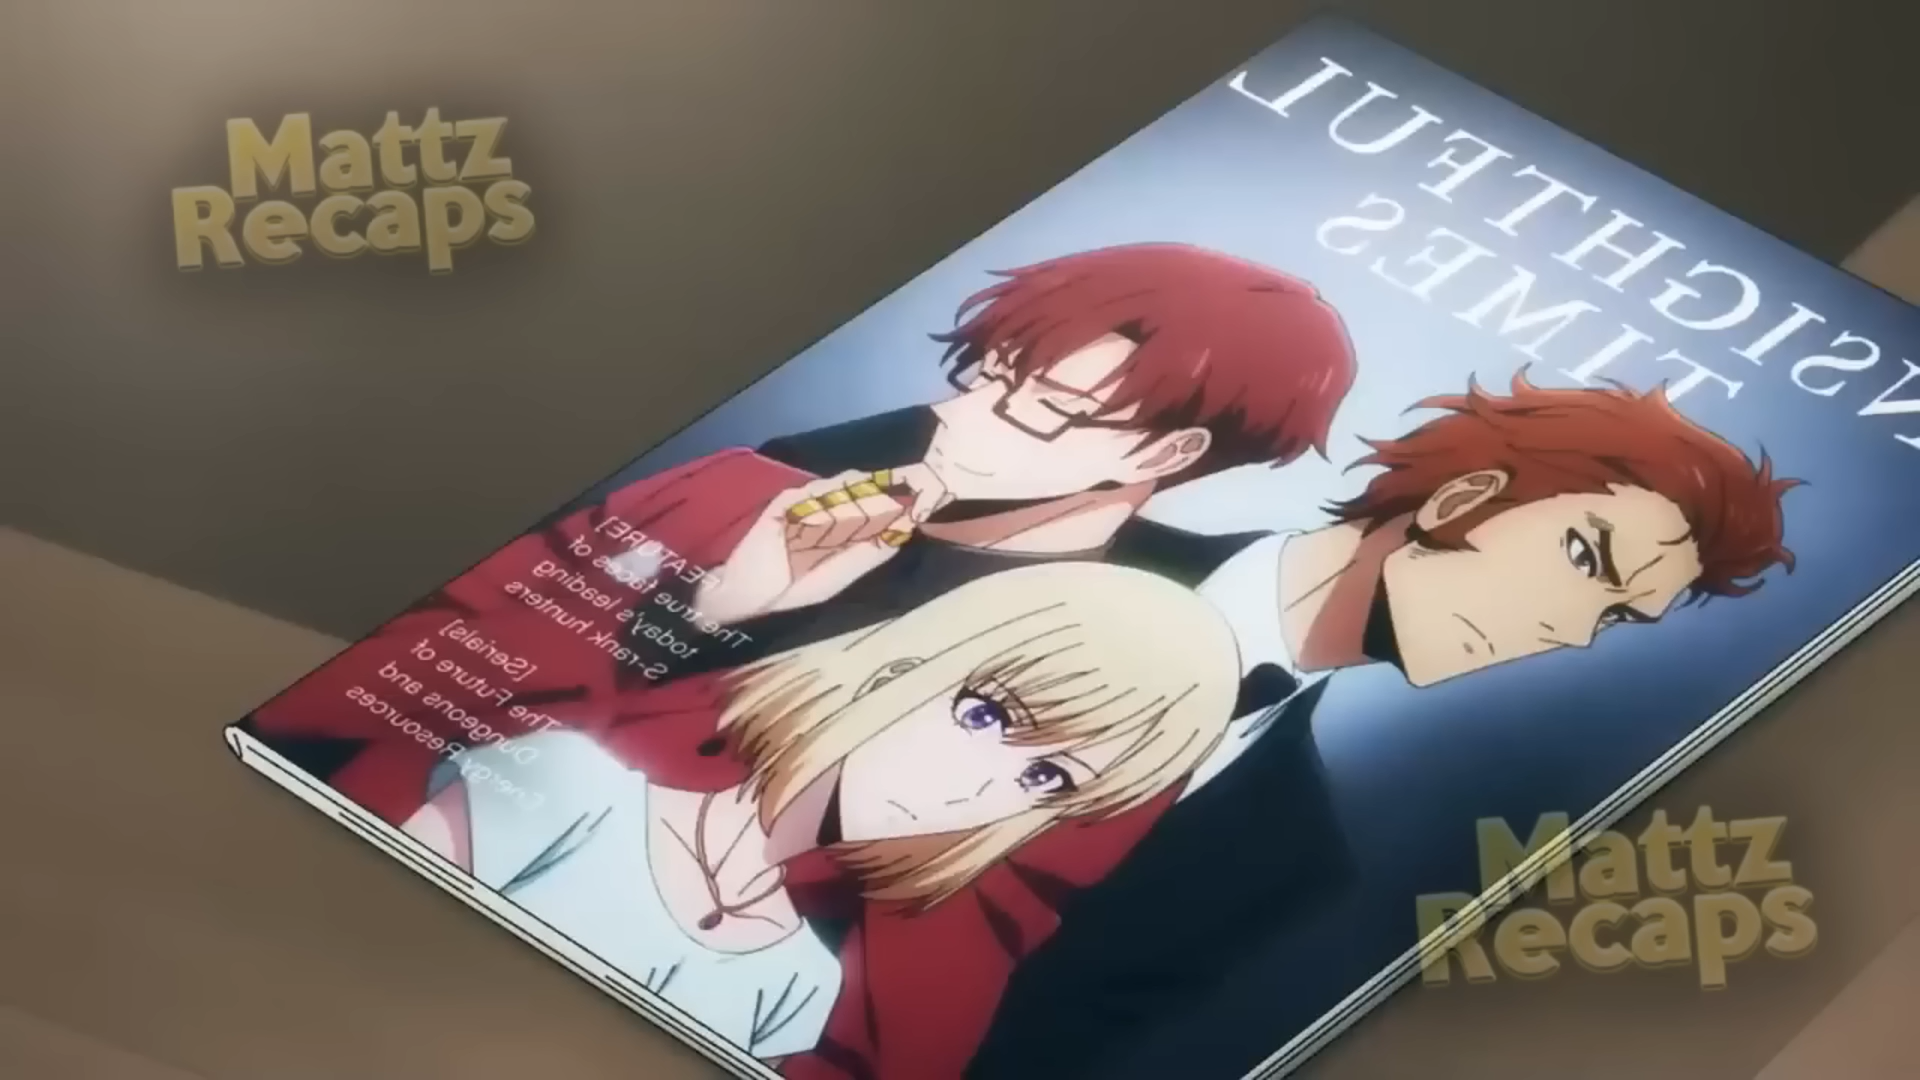 Mattz
Recaps
INSIGHTFUL
TIMES
[FEATURE]
The true faces of
today's leading
S-rank hunters
[Serials]
The Future of
Dungeons and
Energy Resources
Mattz
Recaps